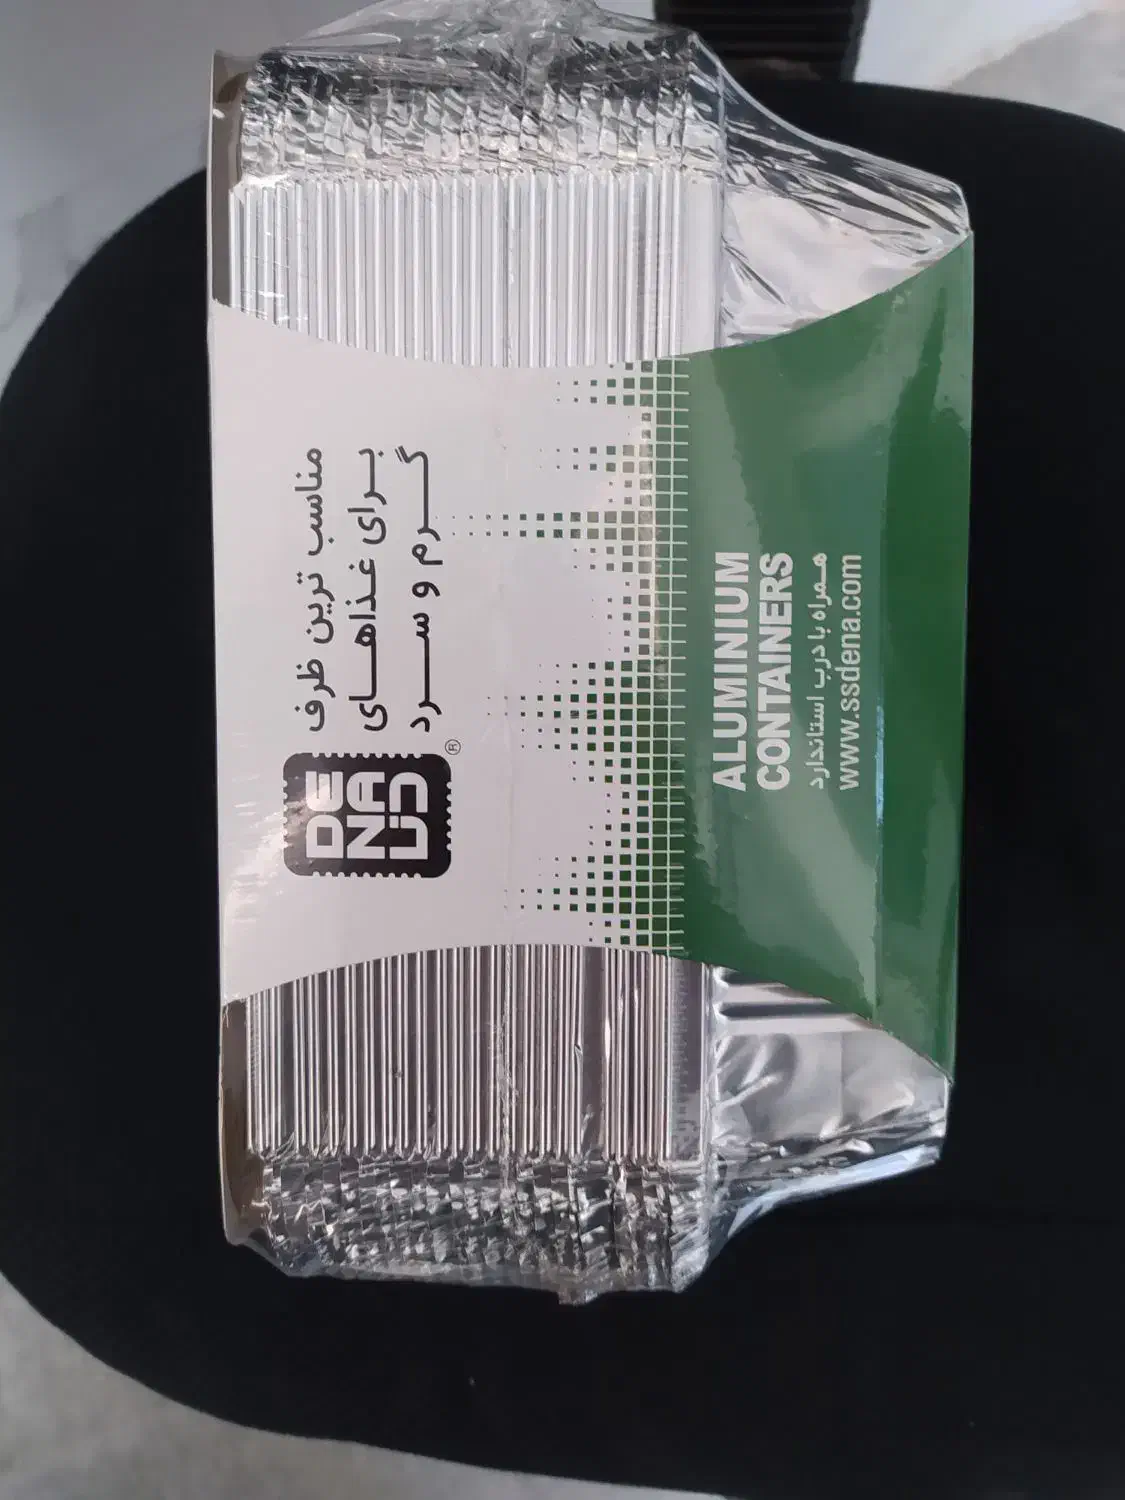 DE
NA
دنا
®
مناسب ترین ظرف
برای غذاهای
گرم و سرد
ALUMINIUM
CONTAINERS
همراه با درب استاندارد
www.ssdena.com